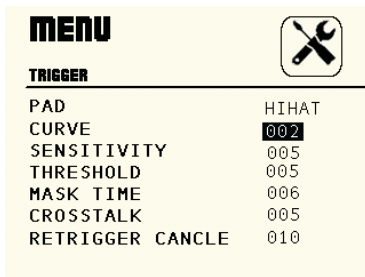 MENU
TRIGGER
PAD HIHAT
CURVE 002
SENSITIVITY 005
THRESHOLD 005
MASK TIME 006
CROSSTALK 005
RETRIGGER CANCLE 010